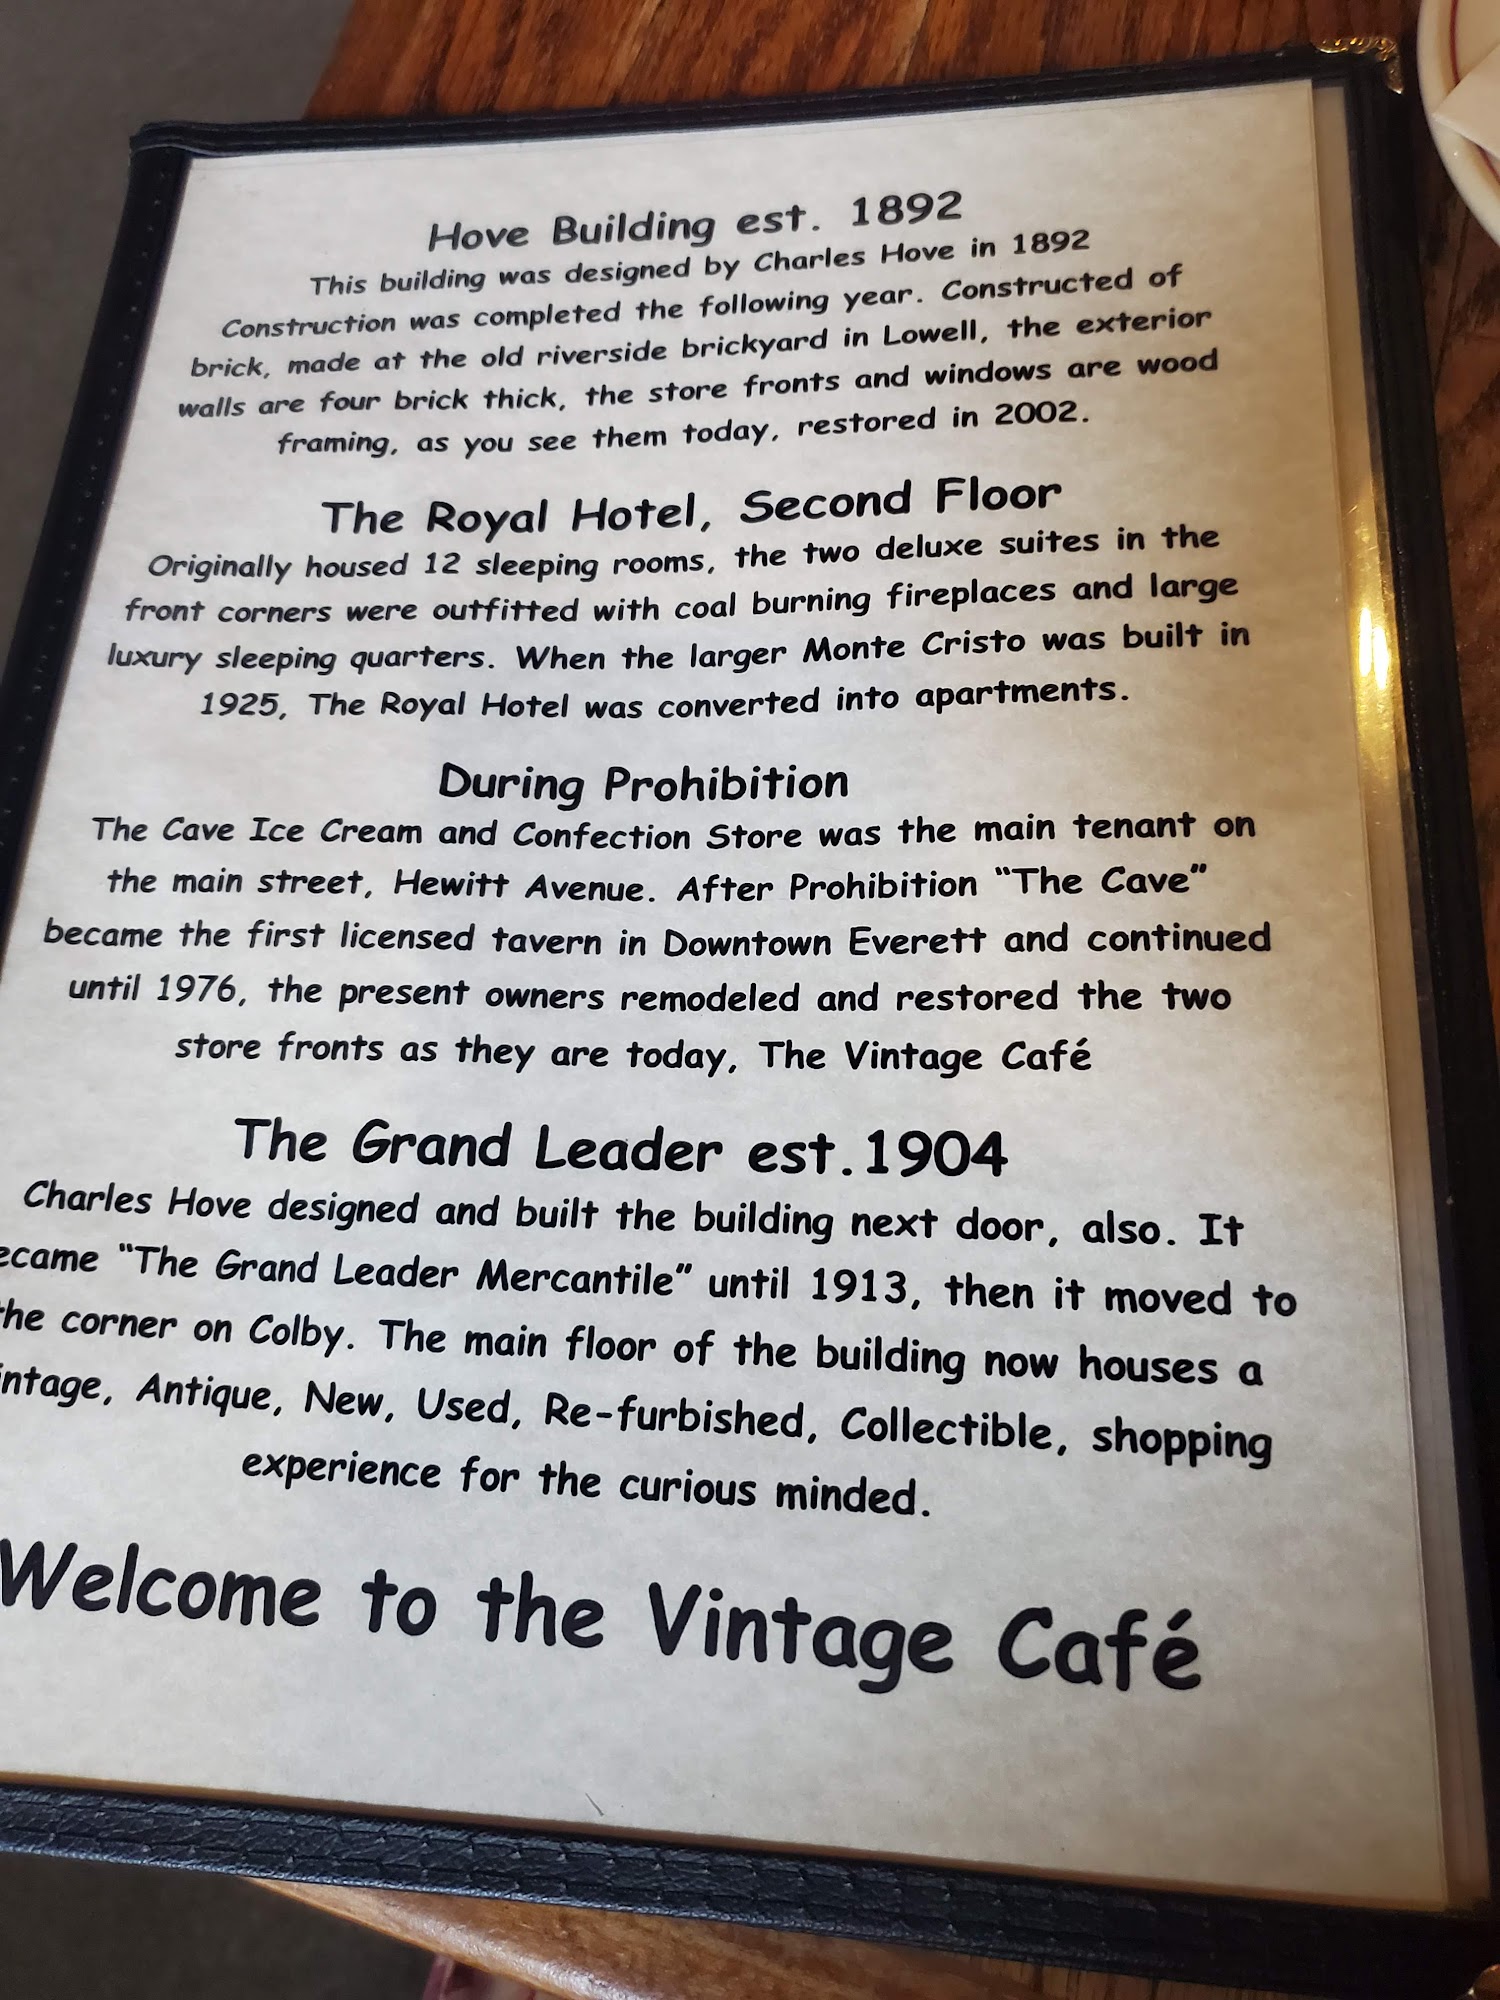 Hove Building est. 1892
This building was designed by Charles Hove in 1892
Construction was completed the following year. Constructed of
brick, made at the old riverside brickyard in Lowell, the exterior
walls are four brick thick, the store fronts and windows are wood
framing, as you see them today, restored in 2002.
The Royal Hotel, Second Floor
Originally housed 12 sleeping rooms, the two deluxe suites in the
front corners were outfitted with coal burning fireplaces and large
luxury sleeping quarters. When the larger Monte Cristo was built in
1925, The Royal Hotel was converted into apartments.
During Prohibition
The Cave Ice Cream and Confection Store was the main tenant on
the main street, Hewitt Avenue. After Prohibition “The Cave”
became the first licensed tavern in Downtown Everett and continued
until 1976, the present owners remodeled and restored the two
store fronts as they are today, The Vintage Café
The Grand Leader est.1904
Charles Hove designed and built the building next door, also. It
ecame “The Grand Leader Mercantile” until 1913, then it moved to
the corner on Colby. The main floor of the building now houses a
intage, Antique, New, Used, Re-furbished, Collectible, shopping
experience for the curious minded.
Welcome to the Vintage Café